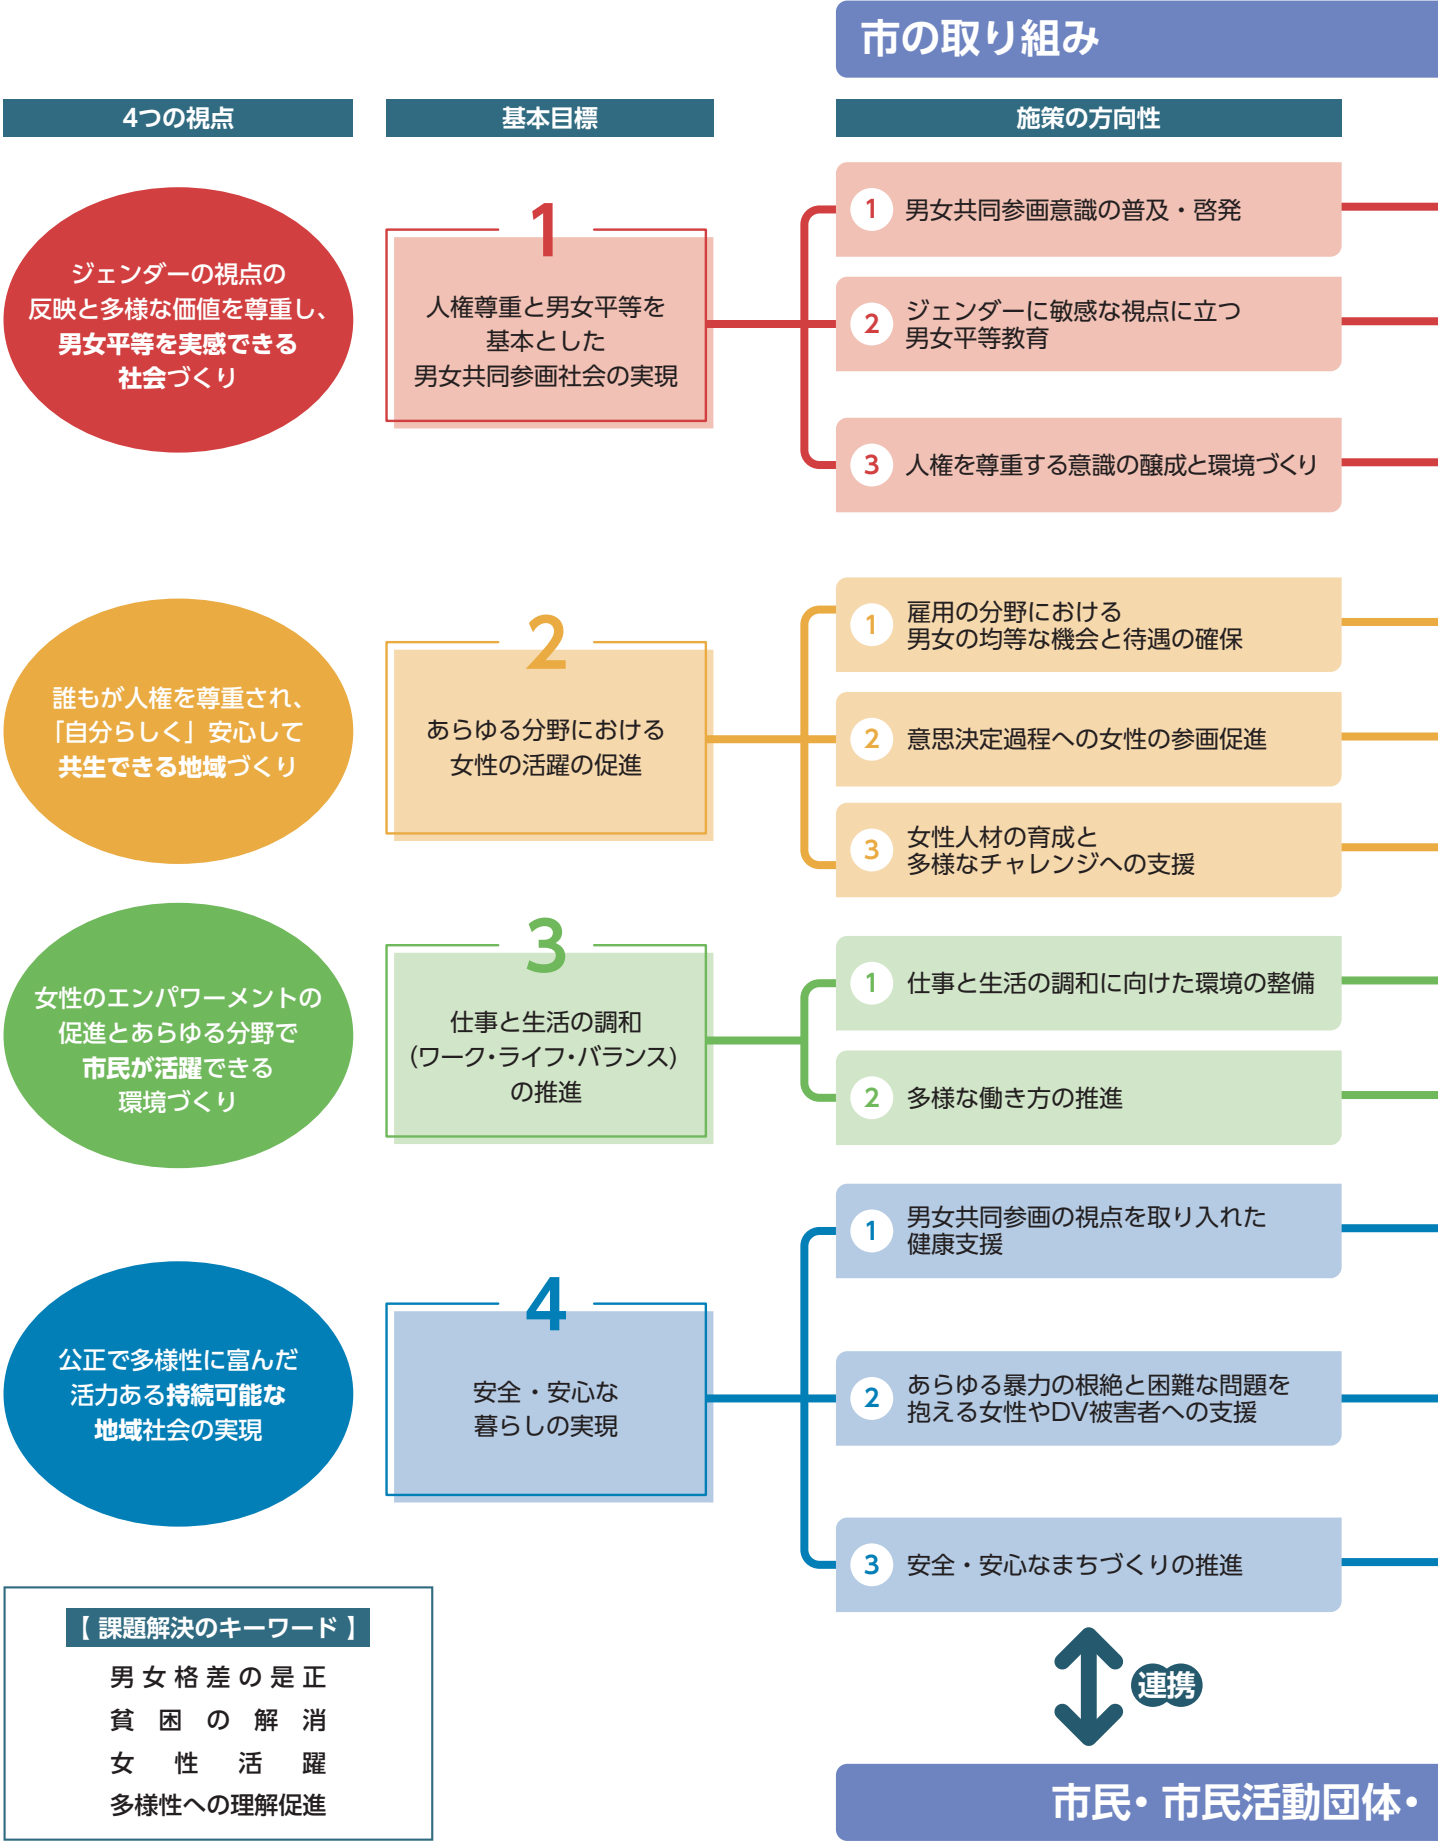 市の取り組み
4つの視点
基本目標
施策の方向性
ジェンダーの視点の
反映と多様な価値を尊重し、
男女平等を実感できる
社会づくり
1
人権尊重と男女平等を
基本とした
男女共同参画社会の実現
1 男女共同参画意識の普及・啓発
2 ジェンダーに敏感な視点に立つ
男女平等教育
3 人権を尊重する意識の醸成と環境づくり
誰もが人権を尊重され、
「自分らしく」安心して
共生できる地域づくり
2
あらゆる分野における
女性の活躍の促進
1 雇用の分野における
男女の均等な機会と待遇の確保
2 意思決定過程への女性の参画促進
3 女性人材の育成と
多様なチャレンジへの支援
女性のエンパワーメントの
促進とあらゆる分野で
市民が活躍できる
環境づくり
3
仕事と生活の調和
(ワーク・ライフ・バランス)
の推進
1 仕事と生活の調和に向けた環境の整備
2 多様な働き方の推進
公正で多様性に富んだ
活力ある持続可能な
地域社会の実現
4
安全・安心な
暮らしの実現
1 男女共同参画の視点を取り入れた
健康支援
2 あらゆる暴力の根絶と困難な問題を
抱える女性やDV被害者への支援
3 安全・安心なまちづくりの推進
【 課題解決のキーワード 】
男女格差の是正
貧困の解消
女性活躍
多様性への理解促進
連携
市民・市民活動団体・